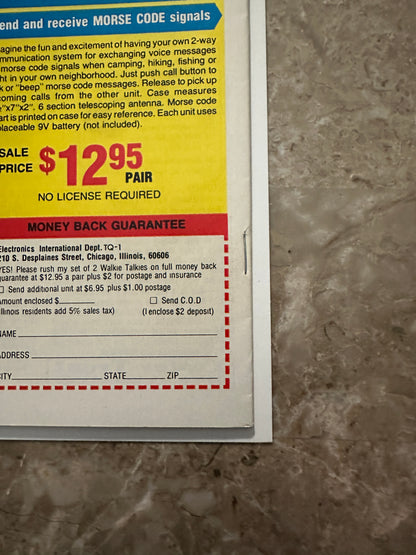 end and receive MORSE CODE signals
agine the fun and excitement of having your own 2-way
mmunication system for exchanging voice messages
morse code signals when camping, hiking, fishing or
ht in your own neighborhood. Just push call button to
k or "beep" morse code messages. Release to pick up
coming calls from the other unit. Case measures
"x7"x2". 6 section telescoping antenna. Morse code
art is printed on case for easy reference. Each unit uses
placeable 9V battery (not included).
SALE
PRICE $12.95
PAIR
NO LICENSE REQUIRED
MONEY BACK GUARANTEE
Electronics International Dept. TQ-1
210 S. Desplaines Street, Chicago, Illinois, 60606
YES! Please rush my set of 2 Walkie Talkies on full money back
guarantee at $12.95 a pair plus $2 for postage and insurance
Send additional unit at $6.95 plus $1.00 postage
Amount enclosed $ Send C.O.D
Illinois residents add 5% sales tax) (I enclose $2 deposit)
NAME
ADDRESS
CITY STATE ZIP